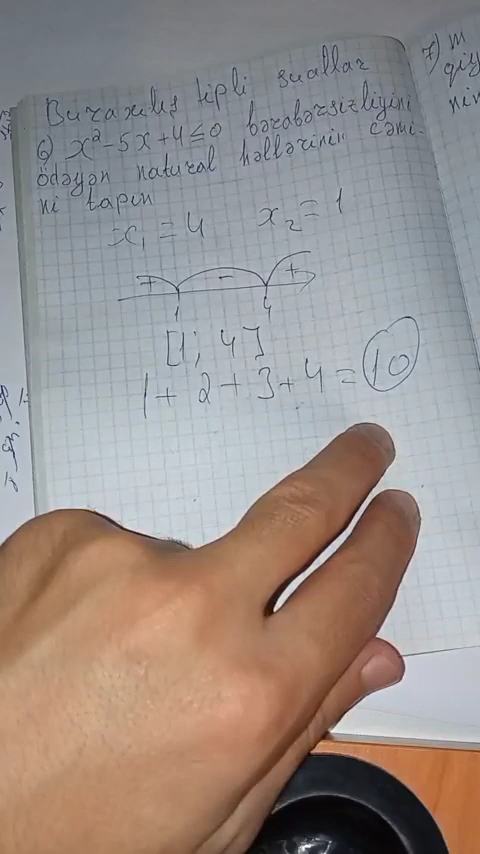 Buraxılış tipli suallar
6) x²-5x+4≤0 bərabərsizliyini
ödəyən natural həllərinin cəmi-
ni tapın
x₁=4 x₂=1
+ - +
1 4
[1; 4]
1+2+3+4=10
7) m